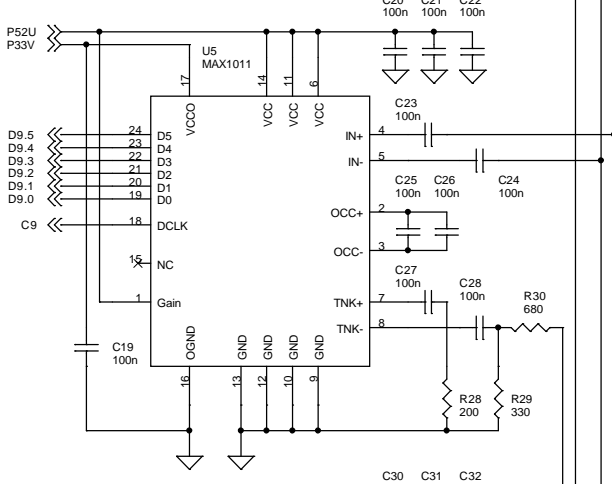 C20 C21 C22
100n 100n 100n
P52U
P33V
U5
MAX1011
17 14 11 6
VCCO VCC VCC VCC
C23
100n
D9.5 24 D5 IN+ 4
D9.4 23 D4
D9.3 22 D3 IN- 5
D9.2 21 D2
D9.1 20 D1 C25 C26 C24
D9.0 19 D0 100n 100n 100n
OCC+ 2
C9 18 DCLK
OCC- 3
15 NC C27 C28
100n 100n
R30
680
1 Gain TNK+ 7
TNK- 8
C19
100n
OGND GND GND GND GND
16 13 12 10 9
R28 R29
200 330
C30 C31 C32